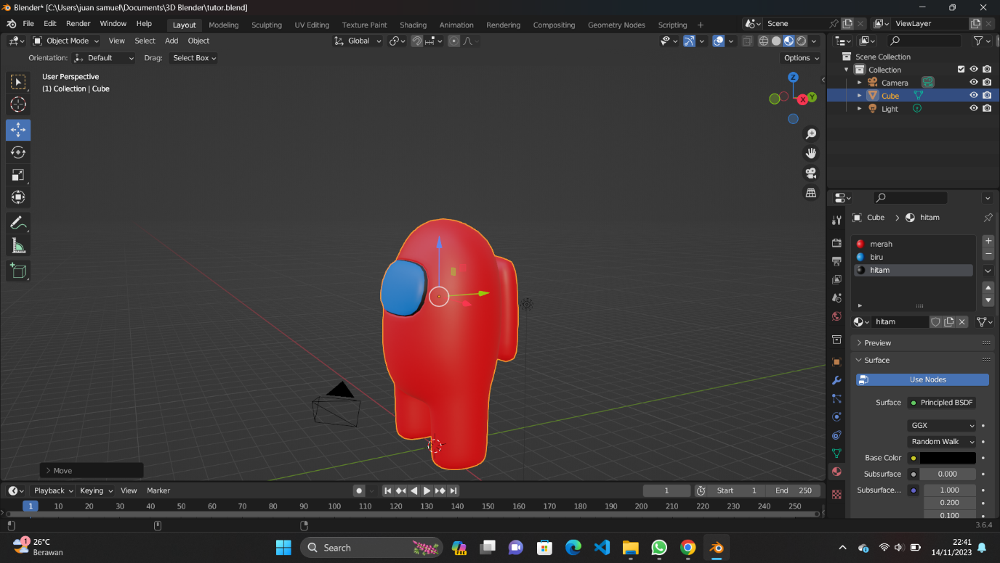 Blender* [C:\Users\juan samuel\Documents\3D Blender\tutor.blend]
File Edit Render Window Help Layout Modeling Sculpting UV Editing Texture Paint Shading Animation Rendering Compositing Geometry Nodes Scripting + Scene ViewLayer
Object Mode View Select Add Object Global
Orientation: Default Drag: Select Box Options
User Perspective
(1) Collection | Cube
Z
X
Y
Move
Scene Collection
Collection
Camera
Cube
Light
Cube > hitam
merah
biru
hitam
hitam
Preview
Surface
Use Nodes
Surface Principled BSDF
GGX
Random Walk
Base Color
Subsurface 0.000
Subsurface... 1.000
0.200
0.100
Playback Keying View Marker 1 Start 1 End 250
1 10 20 30 40 50 60 70 80 90 100 110 120 130 140 150 160 170 180 190 200 210 220 230 240 250
3.6.4
1
26°C
Berawan
Search
PRE
22:41
14/11/2023